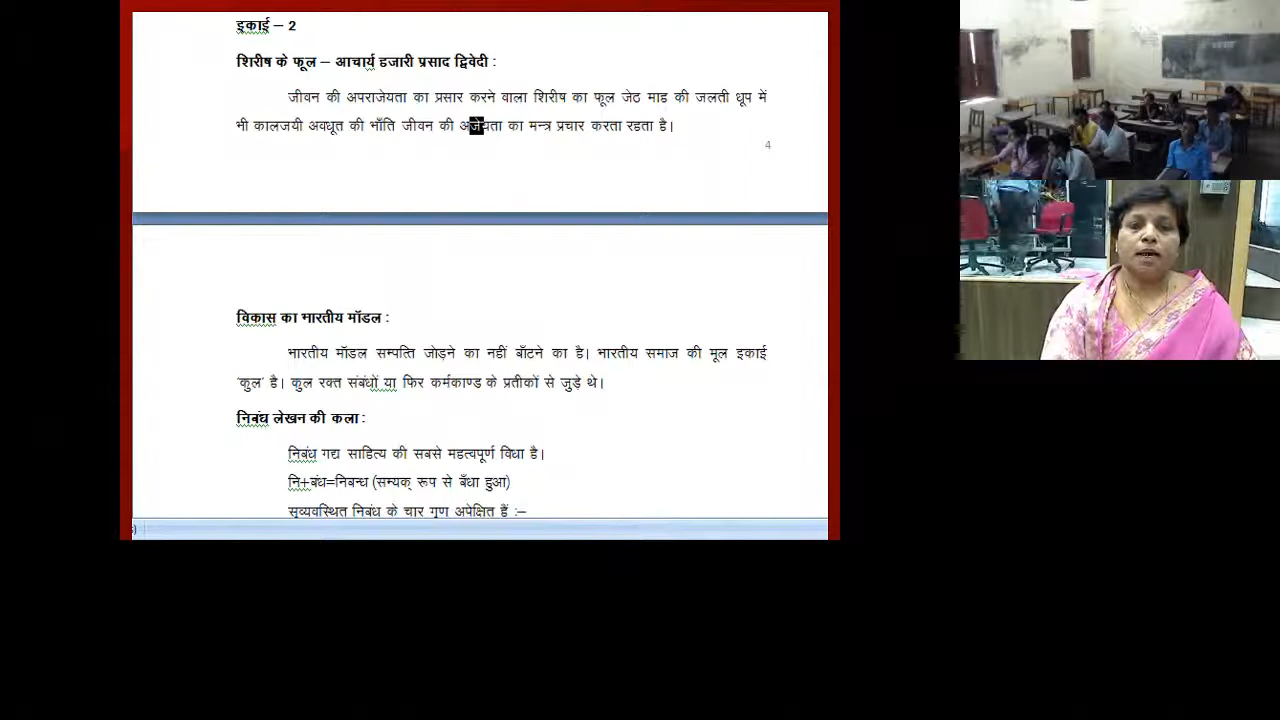 इकाई – 2
शिरीष के फूल – आचार्य हजारी प्रसाद द्विवेदी :
जीवन की अपराजेयता का प्रसार करने वाला शिरीष का फूल जेठ माह की जलती धूप में
भी कालजयी अवधूत की भाँति जीवन की अजेयता का मन्त्र प्रचार करता रहता है।
4
विकास का भारतीय मॉडल :
भारतीय मॉडल सम्पत्ति जोड़ने का नहीं बाँटने का है। भारतीय समाज की मूल इकाई
'कुल' है। कुल रक्त संबंधों या फिर कर्मकाण्ड के प्रतीकों से जुड़े थे।
निबंध लेखन की कला :
निबंध गद्य साहित्य की सबसे महत्वपूर्ण विधा है।
नि+बंध=निबन्ध (सम्यक् रूप से बँधा हुआ)
सुव्यवस्थित निबंध के चार गुण अपेक्षित हैं :–